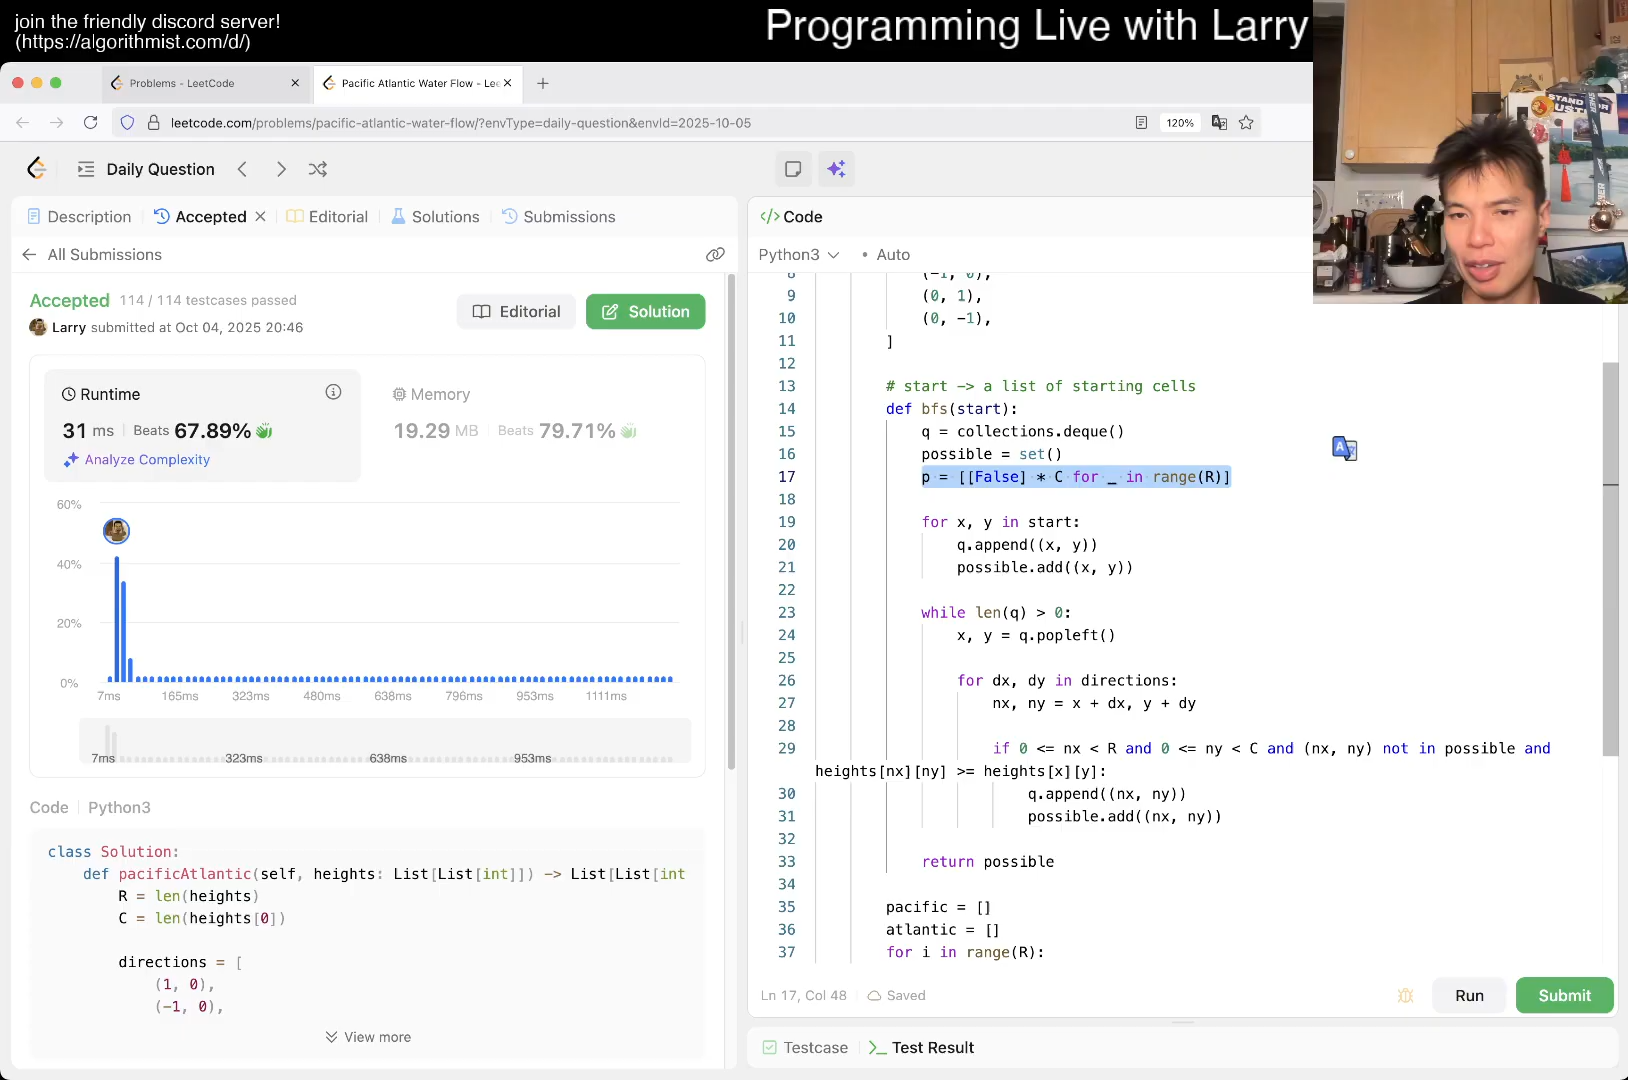 join the friendly discord server!
(https://algorithmist.com/d/)
Programming Live with Larry
Problems - LeetCode
Pacific Atlantic Water Flow - Lee
leetcode.com/problems/pacific-atlantic-water-flow/?envType=daily-question&envId=2025-10-05
120%
Daily Question
Description
Accepted
Editorial
Solutions
Submissions
All Submissions
Accepted 114 / 114 testcases passed
Larry submitted at Oct 04, 2025 20:46
Editorial
Solution
Runtime
31 ms | Beats 67.89%
Analyze Complexity
Memory
19.29 MB | Beats 79.71%
60%
40%
20%
0%
7ms 165ms 323ms 480ms 638ms 796ms 953ms 1111ms
7ms 323ms 638ms 953ms
Code | Python3
class Solution:
def pacificAtlantic(self, heights: List[List[int]]) -> List[List[int
R = len(heights)
C = len(heights[0])
directions = [
(1, 0),
(-1, 0),
View more
</> Code
Python3 • Auto
8 (-1, 0),
9 (0, 1),
10 (0, -1),
11 ]
12
13 # start -> a list of starting cells
14 def bfs(start):
15 q = collections.deque()
16 possible = set()
17 p = [[False] * C for _ in range(R)]
18
19 for x, y in start:
20 q.append((x, y))
21 possible.add((x, y))
22
23 while len(q) > 0:
24 x, y = q.popleft()
25
26 for dx, dy in directions:
27 nx, ny = x + dx, y + dy
28
29 if 0 <= nx < R and 0 <= ny < C and (nx, ny) not in possible and
heights[nx][ny] >= heights[x][y]:
30 q.append((nx, ny))
31 possible.add((nx, ny))
32
33 return possible
34
35 pacific = []
36 atlantic = []
37 for i in range(R):
Ln 17, Col 48
Saved
Run
Submit
Testcase
Test Result